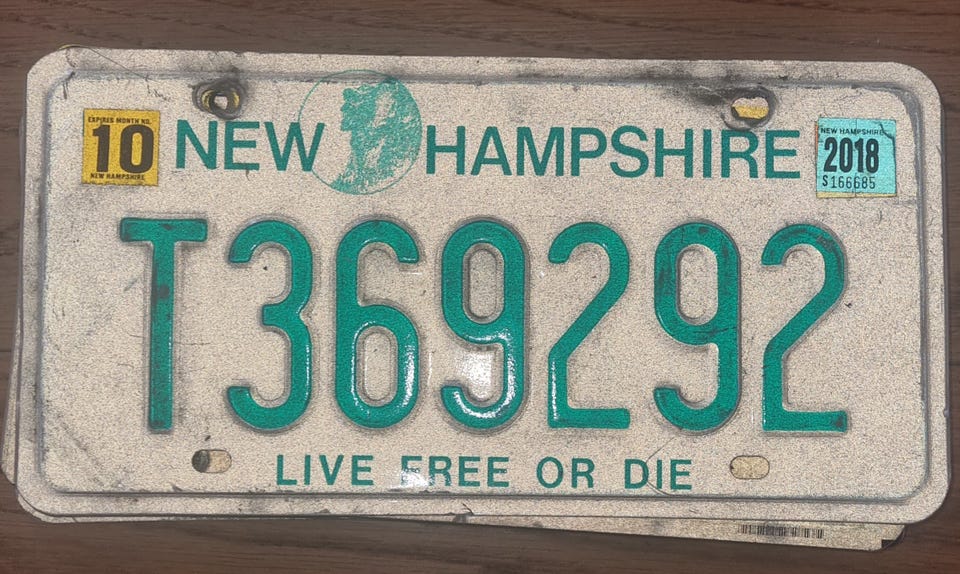 EXPIRES MONTH NO.
10
NEW HAMPSHIRE
NEW HAMPSHIRE
NEW HAMPSHIRE
2018
S166685
T369292
LIVE FREE OR DIE